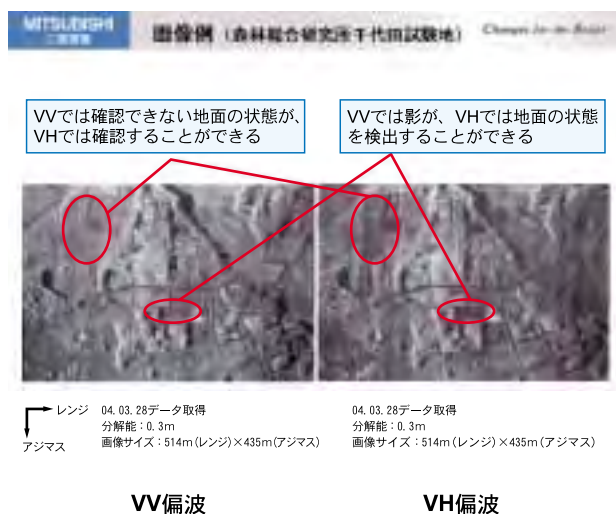 MITSUBISHI
三菱電機
画像例(森林総合研究所千代田試験地)
Changes for the Better
VVでは確認できない地面の状態が、
VHでは確認することができる
VVでは影が、VHでは地面の状態
を検出することができる
レンジ
アジマス
04.03.28データ取得
分解能:0.3m
画像サイズ:514m(レンジ)×435m(アジマス)
04.03.28データ取得
分解能:0.3m
画像サイズ:514m(レンジ)×435m(アジマス)
VV偏波
VH偏波